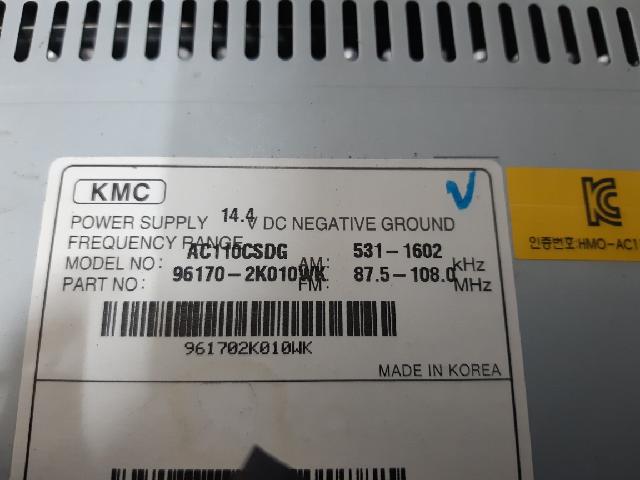 KMC
POWER SUPPLY 14.4 V DC NEGATIVE GROUND
FREQUENCY RANGE
MODEL NO: AC110CSDG AM: 531-1602 kHz
PART NO: 96170-2K010WK FM: 87.5-108.0 MHz
961702K010WK
MADE IN KOREA
인증번호:HMO-AC1